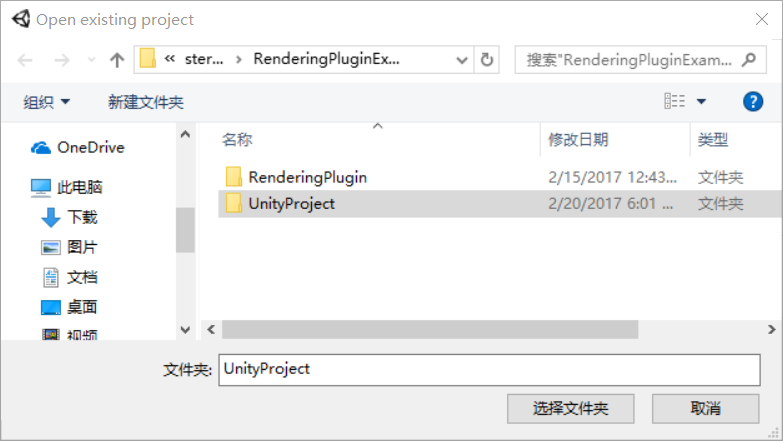 Open existing project
« ster... › RenderingPluginEx...
搜索"RenderingPluginExam...
组织
新建文件夹
名称
修改日期
类型
OneDrive
此电脑
下载
图片
文档
桌面
视频
RenderingPlugin 2/15/2017 12:43... 文件夹
UnityProject 2/20/2017 6:01 ... 文件夹
文件夹: UnityProject
选择文件夹
取消